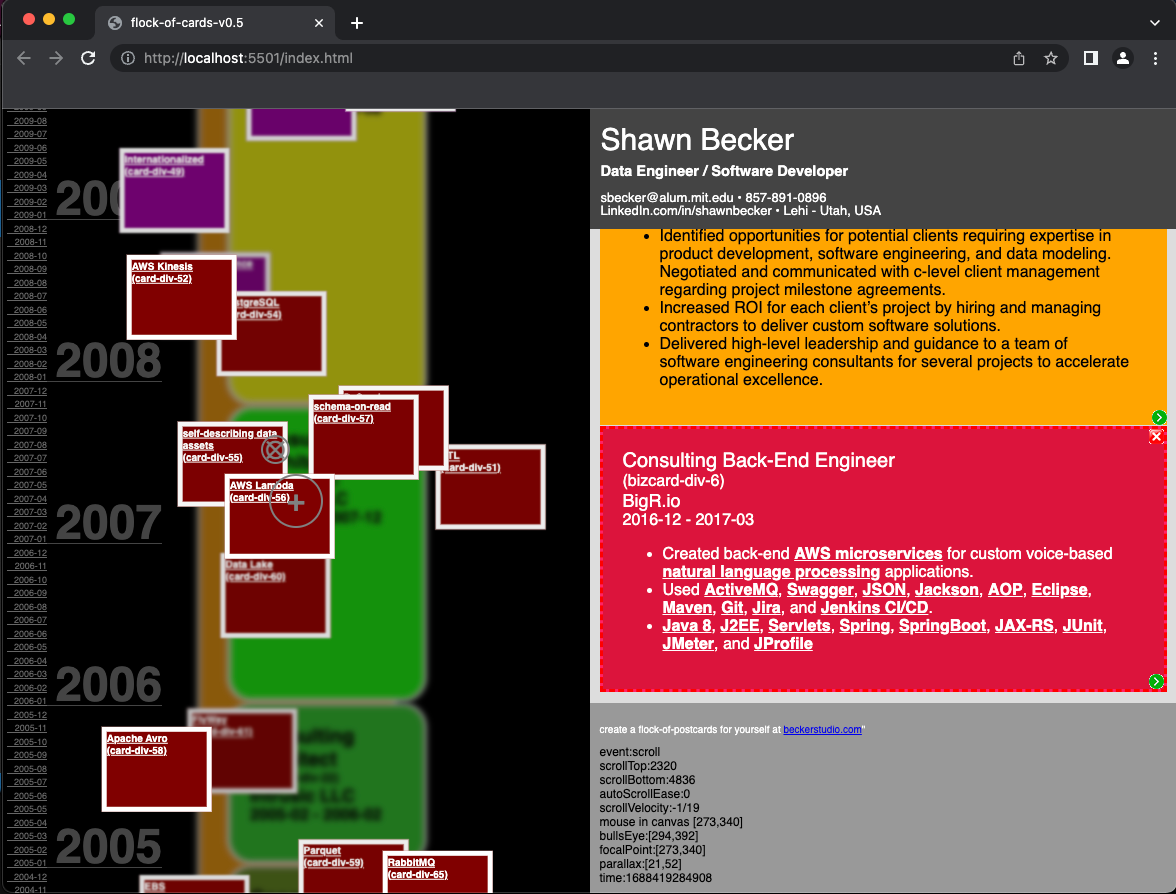 flock-of-cards-v0.5
http://localhost:5501/index.html
2009-08
2009-07
2009-06
2009-05
2009-04
2009-03
2009-02
2009-01
2008-12
2008-11
2008-10
2008-09
2008-08
2008-07
2008-06
2008-05
2008-04
2008-03
2008-02
2008-01
2007-12
2007-11
2007-10
2007-09
2007-08
2007-07
2007-06
2007-05
2007-04
2007-03
2007-02
2007-01
2006-12
2006-11
2006-10
2006-09
2006-08
2006-07
2006-06
2006-05
2006-04
2006-03
2006-02
2006-01
2005-12
2005-11
2005-10
2005-09
2005-08
2005-07
2005-06
2005-05
2005-04
2005-03
2005-02
2005-01
2004-12
2004-11
2008
2007
2006
2005
Internationalized
(card-div-49)
AWS Kinesis
(card-div-52)
(card-div-54)
schema-on-read
(card-div-57)
self-describing data
assets
(card-div-55)
(card-div-51)
AWS Lambda
(card-div-56)
Data Lake
(card-div-60)
Apache Avro
(card-div-58)
LLC
2005-02 - 2006-02
Parquet
(card-div-59)
RabbitMQ
(card-div-65)
EBS
Shawn Becker
Data Engineer / Software Developer
sbecker@alum.mit.edu • 857-891-0896
LinkedIn.com/in/shawnbecker • Lehi - Utah, USA
• Identified opportunities for potential clients requiring expertise in
product development, software engineering, and data modeling.
Negotiated and communicated with c-level client management
regarding project milestone agreements.
• Increased ROI for each client’s project by hiring and managing
contractors to deliver custom software solutions.
• Delivered high-level leadership and guidance to a team of
software engineering consultants for several projects to accelerate
operational excellence.
Consulting Back-End Engineer
(bizcard-div-6)
BigR.io
2016-12 - 2017-03
• Created back-end AWS microservices for custom voice-based
natural language processing applications.
• Used ActiveMQ, Swagger, JSON, Jackson, AOP, Eclipse,
Maven, Git, Jira, and Jenkins CI/CD.
• Java 8, J2EE, Servlets, Spring, SpringBoot, JAX-RS, JUnit,
JMeter, and JProfile
create a flock-of-postcards for yourself at beckerstudio.com"
event:scroll
scrollTop:2320
scrollBottom:4836
autoScrollEase:0
scrollVelocity:-1/19
mouse in canvas [273,340]
bullsEye:[294,392]
focalPoint:[273,340]
parallax:[21,52]
time:1688419284908